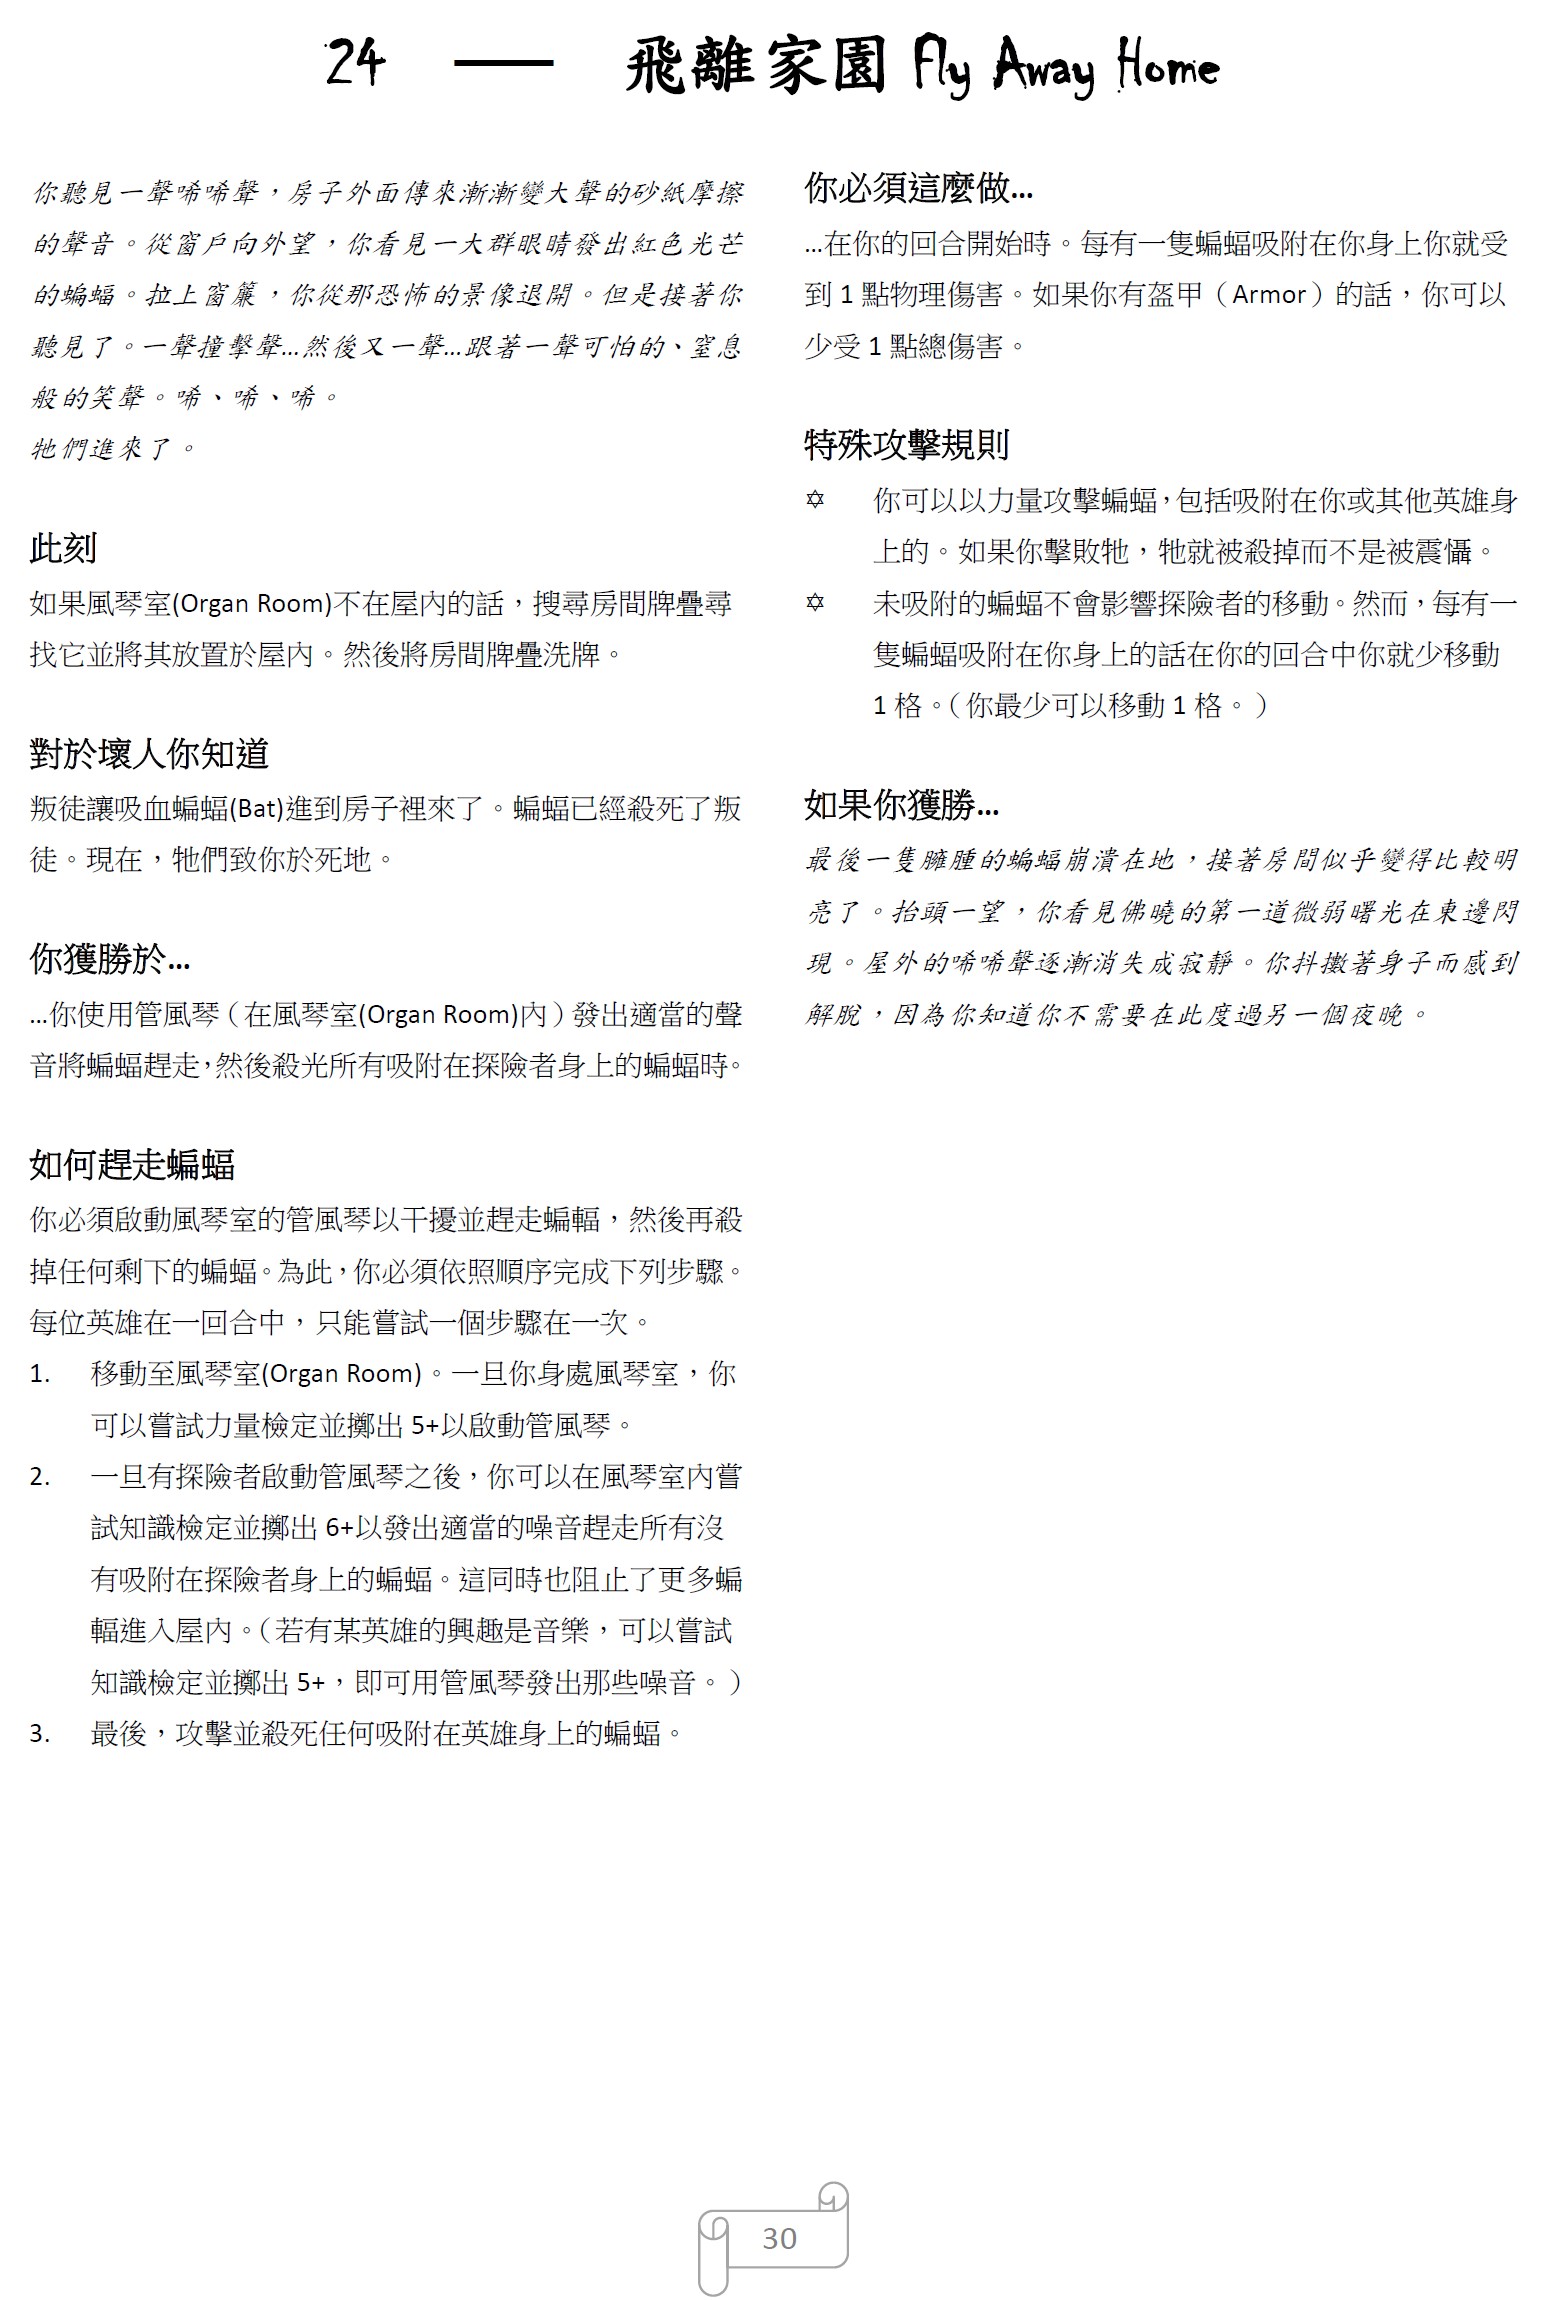 24 — 飛離家園 Fly Away Home
你聽見一聲唏唏聲，房子外面傳來漸漸變大聲的砂紙摩擦
的聲音。從窗戶向外望，你看見一大群眼睛發出紅色光芒
的蝙蝠。拉上窗簾，你從那恐怖的景像退開。但是接著你
聽見了。一聲撞擊聲…然後又一聲…跟著一聲可怕的、窒息
般的笑聲。唏、唏、唏。
牠們進來了。
此刻
如果風琴室(Organ Room)不在屋內的話，搜尋房間牌疊尋
找它並將其放置於屋內。然後將房間牌疊洗牌。
對於壞人你知道
叛徒讓吸血蝙蝠(Bat)進到房子裡來了。蝙蝠已經殺死了叛
徒。現在，牠們致你於死地。
你獲勝於…
…你使用管風琴（在風琴室(Organ Room)內）發出適當的聲
音將蝙蝠趕走，然後殺光所有吸附在探險者身上的蝙蝠時。
如何趕走蝙蝠
你必須啟動風琴室的管風琴以干擾並趕走蝙輻，然後再殺
掉任何剩下的蝙蝠。為此，你必須依照順序完成下列步驟。
每位英雄在一回合中，只能嘗試一個步驟在一次。
1. 移動至風琴室(Organ Room)。一旦你身處風琴室，你
可以嘗試力量檢定並擲出 5+以啟動管風琴。
2. 一旦有探險者啟動管風琴之後，你可以在風琴室內嘗
試知識檢定並擲出 6+以發出適當的噪音趕走所有沒
有吸附在探險者身上的蝙蝠。這同時也阻止了更多蝙
輻進入屋內。（若有某英雄的興趣是音樂，可以嘗試
知識檢定並擲出 5+，即可用管風琴發出那些噪音。）
3. 最後，攻擊並殺死任何吸附在英雄身上的蝙蝠。
你必須這麼做…
…在你的回合開始時。每有一隻蝙蝠吸附在你身上你就受
到 1 點物理傷害。如果你有盔甲（Armor）的話，你可以
少受 1 點總傷害。
特殊攻擊規則
✡ 你可以以力量攻擊蝙蝠，包括吸附在你或其他英雄身
上的。如果你擊敗牠，牠就被殺掉而不是被震懾。
✡ 未吸附的蝙蝠不會影響探險者的移動。然而，每有一
隻蝙蝠吸附在你身上的話在你的回合中你就少移動
1 格。（你最少可以移動 1 格。）
如果你獲勝…
最後一隻臃腫的蝙蝠崩潰在地，接著房間似乎變得比較明
亮了。抬頭一望，你看見彿曉的第一道微弱曙光在東邊閃
現。屋外的唏唏聲逐漸消失成寂靜。你抖擻著身子而感到
解脫，因為你知道你不需要在此度過另一個夜晚。
30